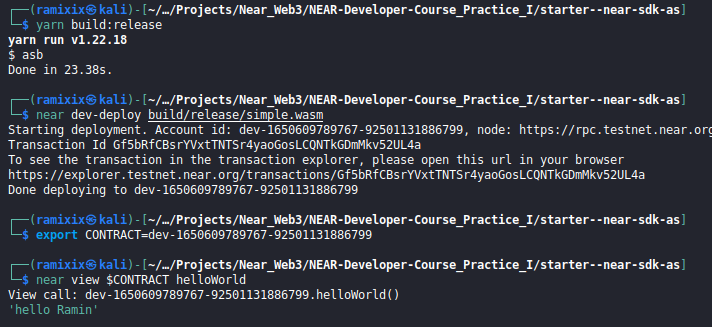 ┌──(ramixix㉿kali)-[~/…/Projects/Near_Web3/NEAR-Developer-Course_Practice_I/starter--near-sdk-as]
└─$ yarn build:release
yarn run v1.22.18
$ asb
Done in 23.38s.
┌──(ramixix㉿kali)-[~/…/Projects/Near_Web3/NEAR-Developer-Course_Practice_I/starter--near-sdk-as]
└─$ near dev-deploy build/release/simple.wasm
Starting deployment. Account id: dev-1650609789767-92501131886799, node: https://rpc.testnet.near.org
Transaction Id Gf5bRfCBsrYVxtTNTSr4yaoGosLCQNTkGDmMkv52UL4a
To see the transaction in the transaction explorer, please open this url in your browser
https://explorer.testnet.near.org/transactions/Gf5bRfCBsrYVxtTNTSr4yaoGosLCQNTkGDmMkv52UL4a
Done deploying to dev-1650609789767-92501131886799
┌──(ramixix㉿kali)-[~/…/Projects/Near_Web3/NEAR-Developer-Course_Practice_I/starter--near-sdk-as]
└─$ export CONTRACT=dev-1650609789767-92501131886799
┌──(ramixix㉿kali)-[~/…/Projects/Near_Web3/NEAR-Developer-Course_Practice_I/starter--near-sdk-as]
└─$ near view $CONTRACT helloWorld
View call: dev-1650609789767-92501131886799.helloWorld()
'hello Ramin'